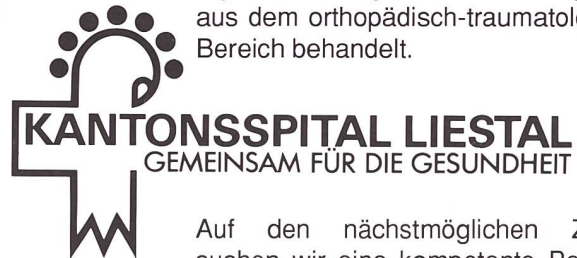 aus dem orthopädisch-traumatol
Bereich behandelt.
KANTONSSPITAL LIESTAL
GEMEINSAM FÜR DIE GESUNDHEIT
Auf den nächstmöglichen